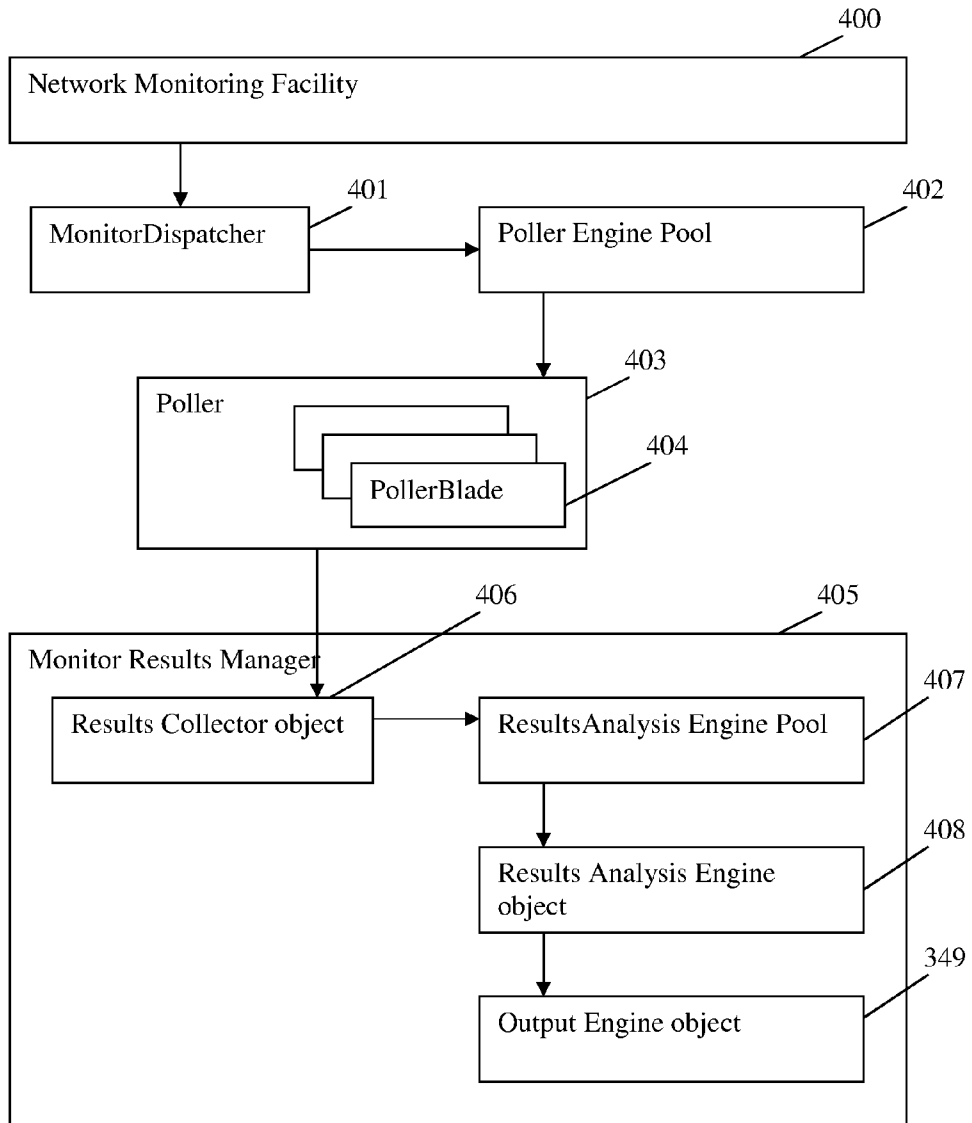 400
Network Monitoring Facility
401
402
MonitorDispatcher
Poller Engine Pool
403
Poller
404
PollerBlade
406
405
Monitor Results Manager
407
Results Collector object
ResultsAnalysis Engine Pool
408
Results Analysis Engine
object
349
Output Engine object